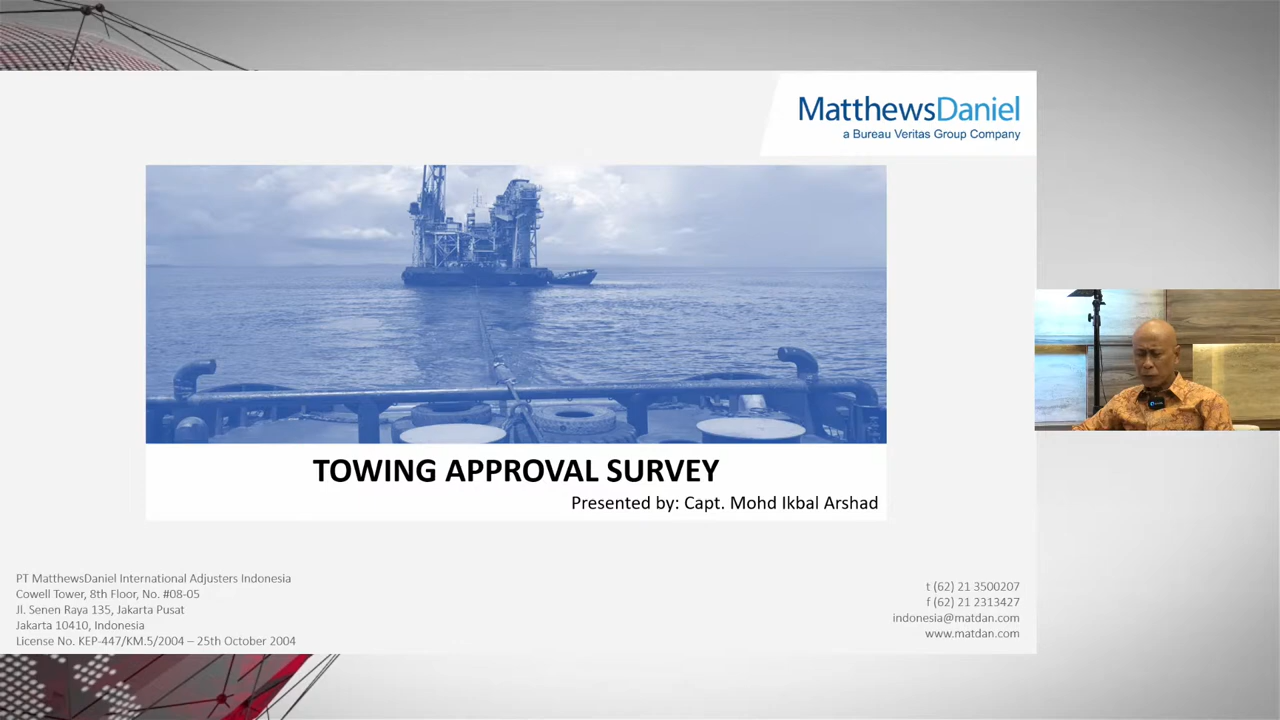 MatthewsDaniel
a Bureau Veritas Group Company
TOWING APPROVAL SURVEY
Presented by: Capt. Mohd Ikbal Arshad
PT MatthewsDaniel International Adjusters Indonesia
Cowell Tower, 8th Floor, No. #08-05
Jl. Senen Raya 135, Jakarta Pusat
Jakarta 10410, Indonesia
License No. KEP-447/KM.5/2004 – 25th October 2004
t (62) 21 3500207
f (62) 21 2313427
indonesia@matdan.com
www.matdan.com